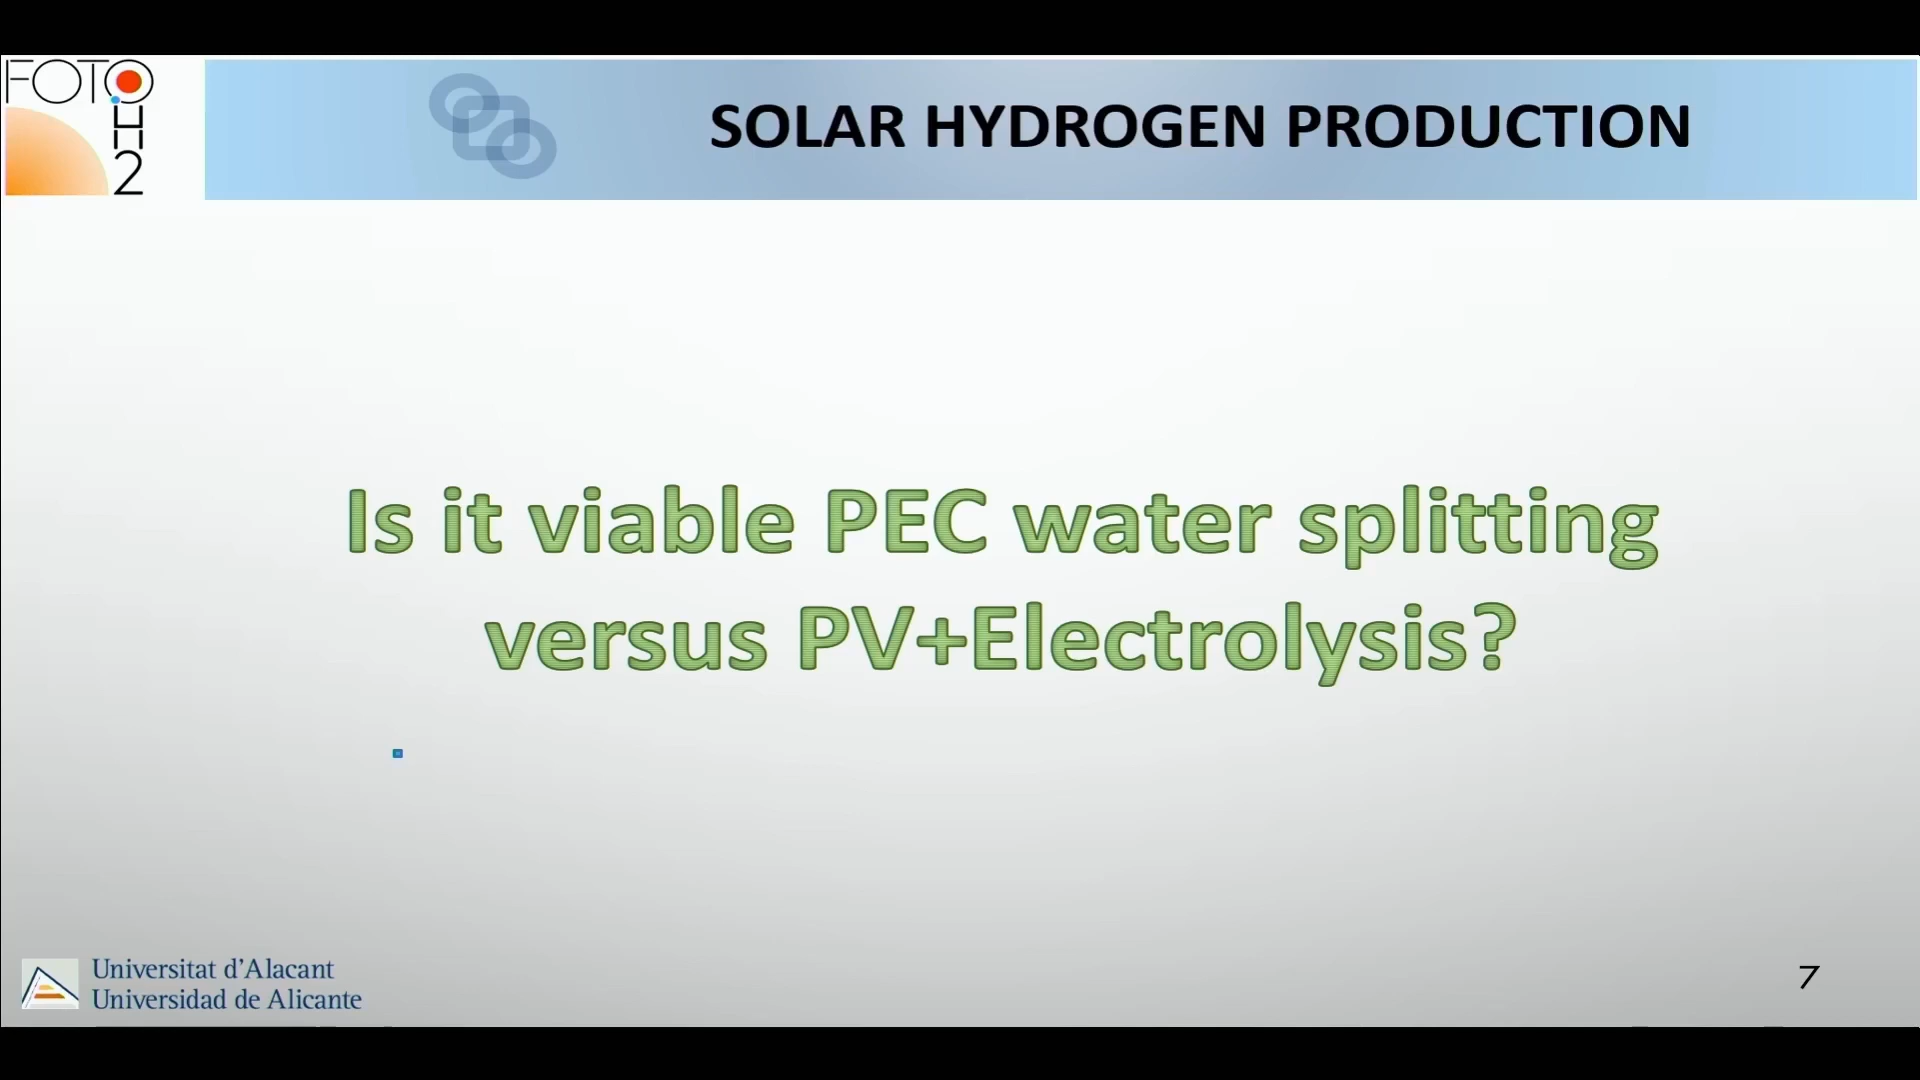 FOTO
H
2
SOLAR HYDROGEN PRODUCTION
Is it viable PEC water splitting
versus PV+Electrolysis?
Universitat d’Alacant
Universidad de Alicante
7